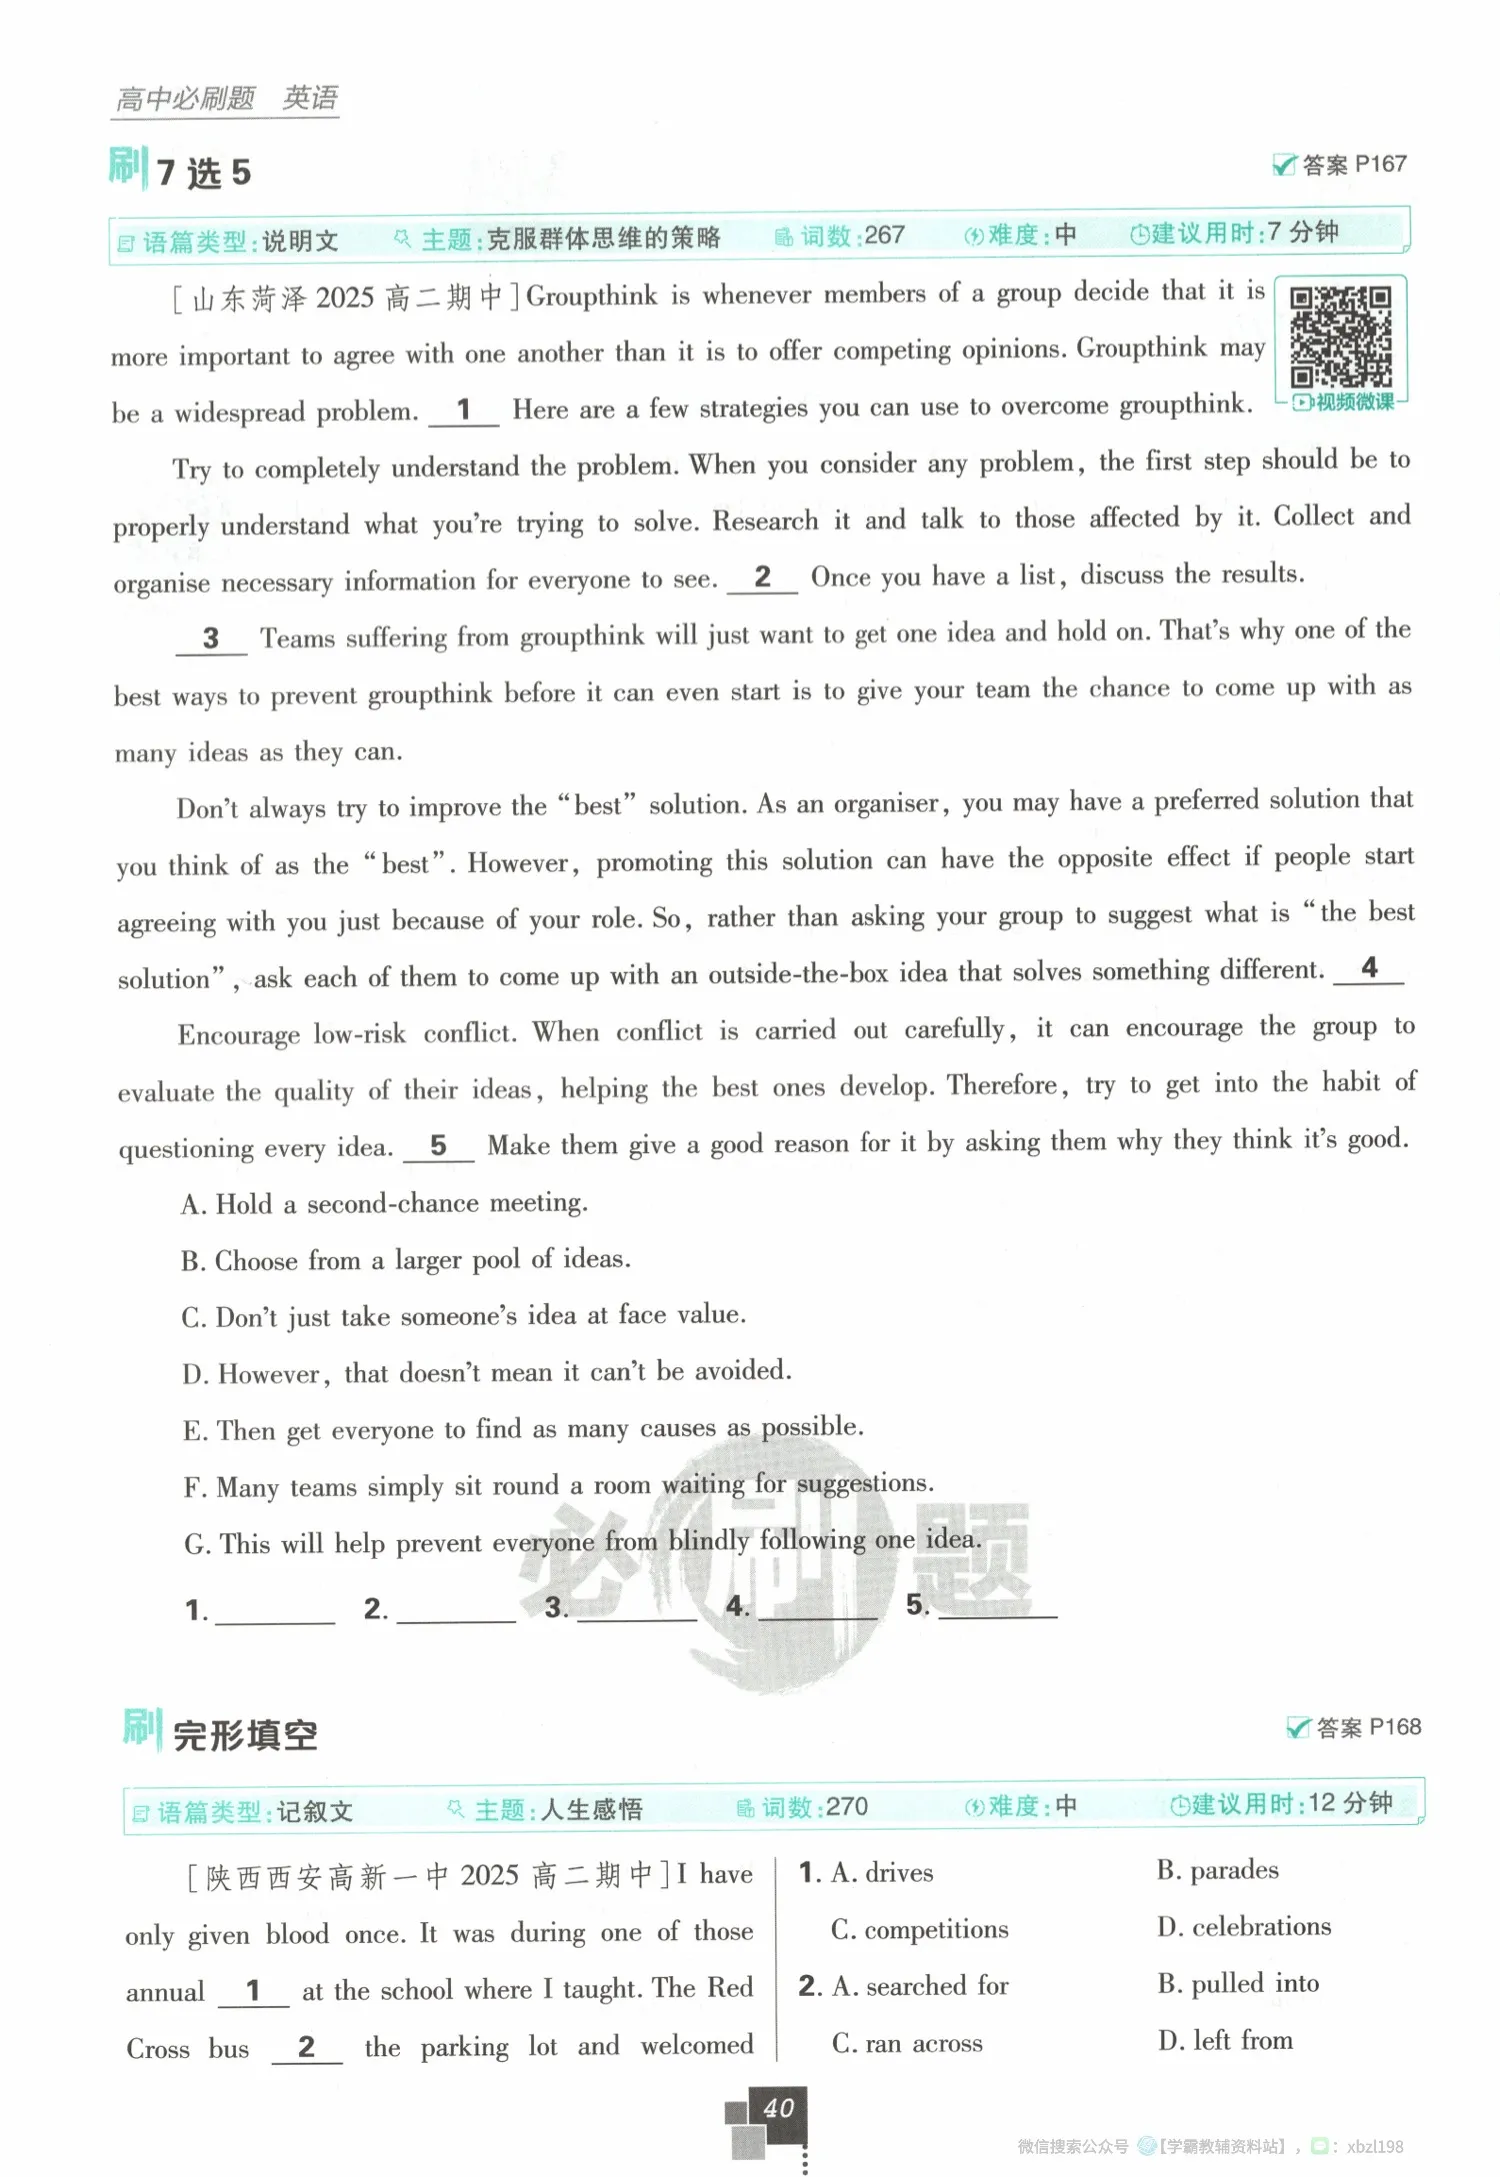 高中必刷题 英语
刷 7 选 5
答案 P167
语篇类型:说明文 主题:克服群体思维的策略 词数:267 难度:中 建议用时:7 分钟
[山东菏泽 2025 高二期中]Groupthink is whenever members of a group decide that it is
more important to agree with one another than it is to offer competing opinions. Groupthink may
be a widespread problem. 1 Here are a few strategies you can use to overcome groupthink.
视频微课
Try to completely understand the problem. When you consider any problem, the first step should be to
properly understand what you're trying to solve. Research it and talk to those affected by it. Collect and
organise necessary information for everyone to see. 2 Once you have a list, discuss the results.
3 Teams suffering from groupthink will just want to get one idea and hold on. That's why one of the
best ways to prevent groupthink before it can even start is to give your team the chance to come up with as
many ideas as they can.
Don't always try to improve the “best” solution. As an organiser, you may have a preferred solution that
you think of as the “best”. However, promoting this solution can have the opposite effect if people start
agreeing with you just because of your role. So, rather than asking your group to suggest what is “the best
solution”, ask each of them to come up with an outside-the-box idea that solves something different. 4
Encourage low-risk conflict. When conflict is carried out carefully, it can encourage the group to
evaluate the quality of their ideas, helping the best ones develop. Therefore, try to get into the habit of
questioning every idea. 5 Make them give a good reason for it by asking them why they think it's good.
A. Hold a second-chance meeting.
B. Choose from a larger pool of ideas.
C. Don't just take someone's idea at face value.
D. However, that doesn't mean it can't be avoided.
E. Then get everyone to find as many causes as possible.
F. Many teams simply sit round a room waiting for suggestions.
G. This will help prevent everyone from blindly following one idea.
必刷题
1. 2. 3. 4. 5.
刷 完形填空
答案 P168
语篇类型:记叙文 主题:人生感悟 词数:270 难度:中 建议用时:12 分钟
[陕西西安高新一中 2025 高二期中]I have
only given blood once. It was during one of those
annual 1 at the school where I taught. The Red
Cross bus 2 the parking lot and welcomed
1. A. drives B. parades
C. competitions D. celebrations
2. A. searched for B. pulled into
C. ran across D. left from
40
微信搜索公众号【学霸教辅资料站】, : xbzl198